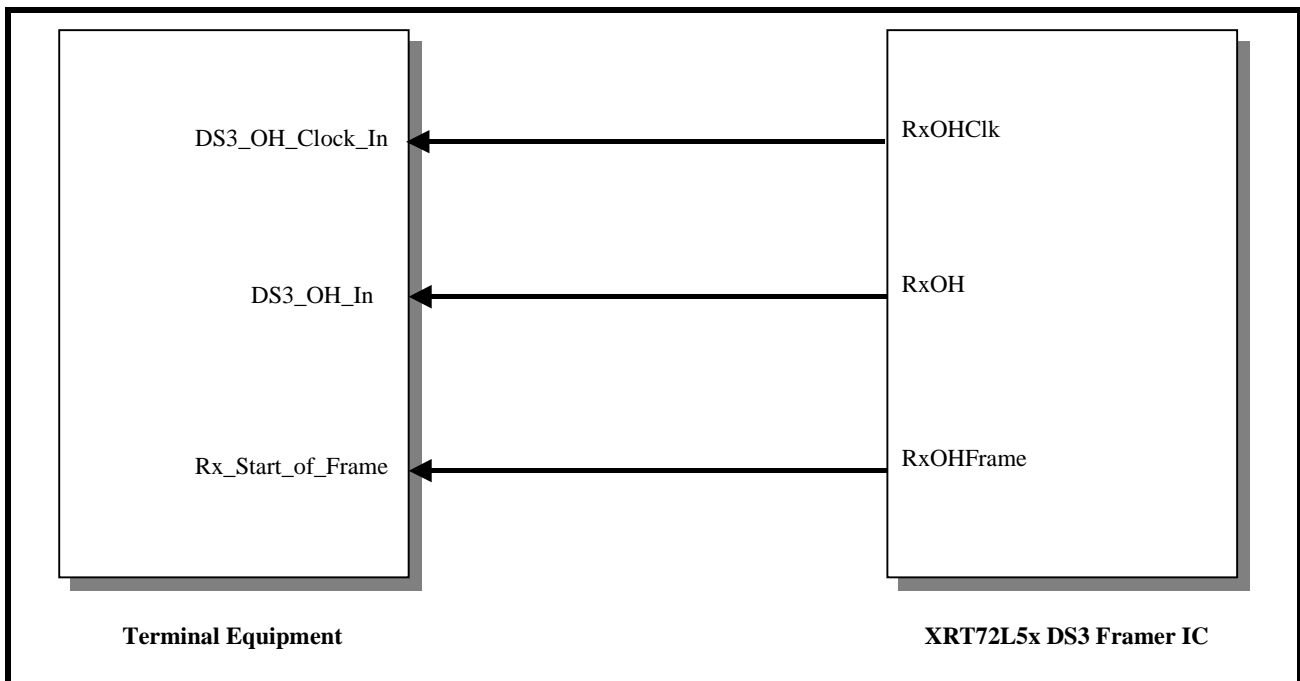 DS3_OH_Clock_In
RxOHClk
DS3_OH_In
RxOH
Rx_Start_of_Frame
RxOHFrame
Terminal Equipment
XRT72L5x DS3 Framer IC